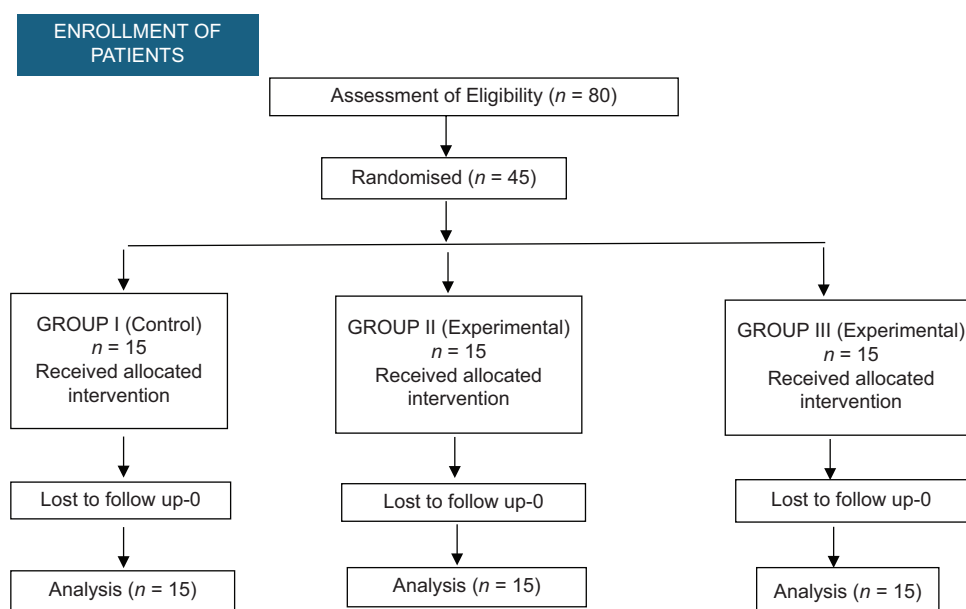 ENROLLMENT OF
PATIENTS
Assessment of Eligibility (n = 80)
Randomised (n = 45)
GROUP I (Control)
n = 15
Received allocated
intervention
GROUP II (Experimental)
n = 15
Received allocated
intervention
GROUP III (Experimental)
n = 15
Received allocated
intervention
Lost to follow up-0
Lost to follow up-0
Lost to follow up-0
Analysis (n = 15)
Analysis (n = 15)
Analysis (n = 15)